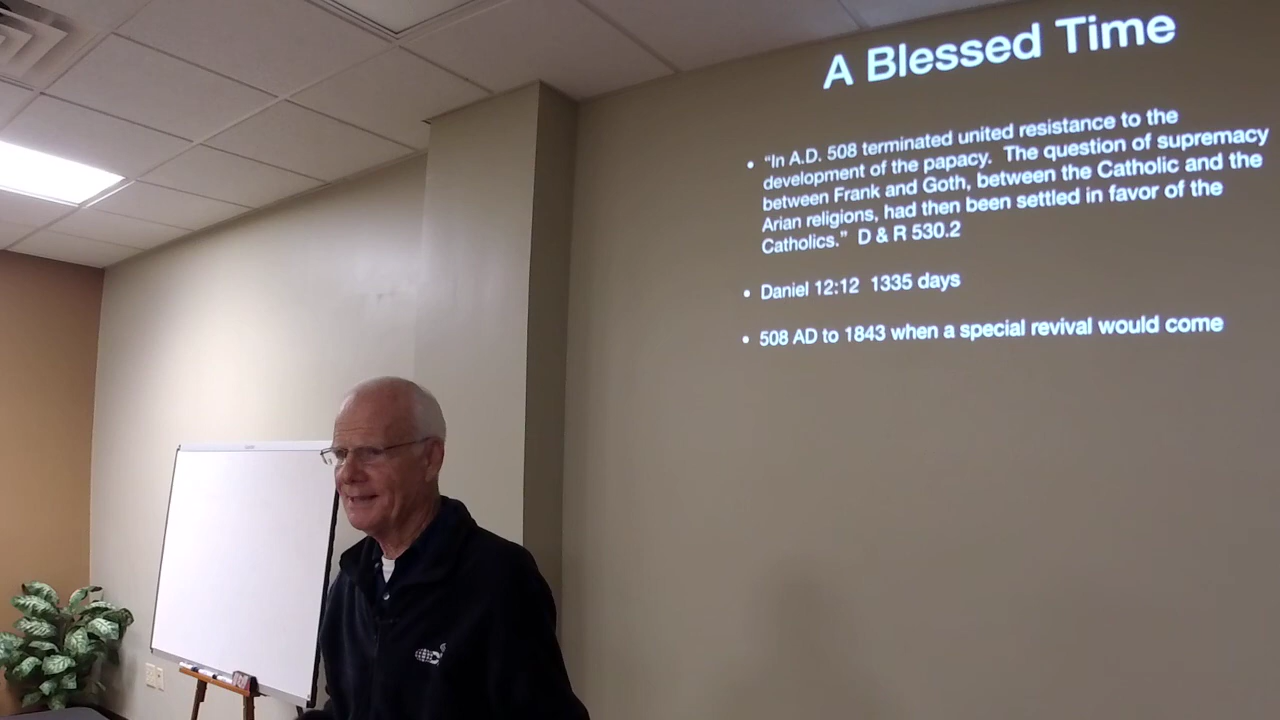 A Blessed Time
• “In A.D. 508 terminated united resistance to the
development of the papacy. The question of supremacy
between Frank and Goth, between the Catholic and the
Arian religions, had then been settled in favor of the
Catholics.” D & R 530.2
• Daniel 12:12 1335 days
• 508 AD to 1843 when a special revival would come